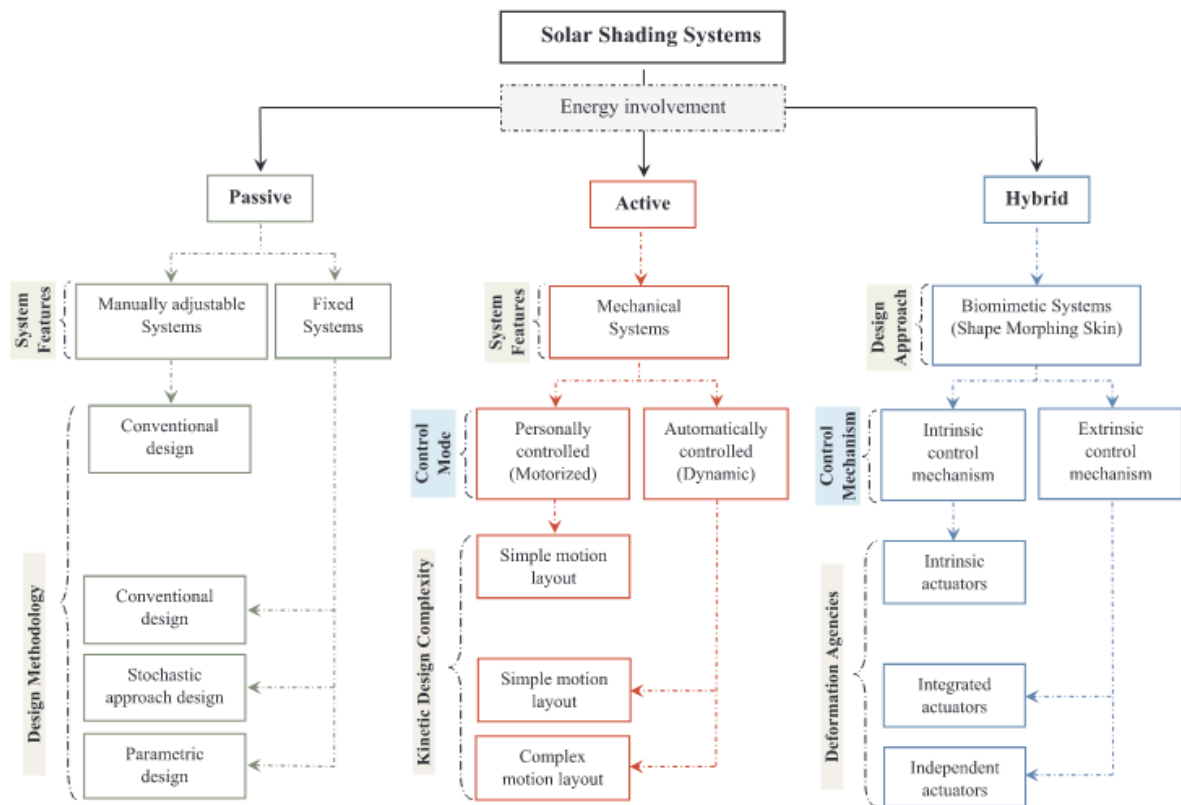 Solar Shading Systems
Energy involvement
Passive
Active
Hybrid
System
Features
Manually adjustable
Systems
Fixed
Systems
System
Features
Mechanical
Systems
Design
Approach
Biomimetic Systems
(Shape Morphing Skin)
Design Methodology
Conventional
design
Conventional
design
Stochastic
approach design
Parametric
design
Control
Mode
Personally
controlled
(Motorized)
Automatically
controlled
(Dynamic)
Kinetic Design Complexity
Simple motion
layout
Simple motion
layout
Complex
motion layout
Control
Mechanism
Intrinsic
control
mechanism
Extrinsic
control
mechanism
Deformation Agencies
Intrinsic
actuators
Integrated
actuators
Independent
actuators